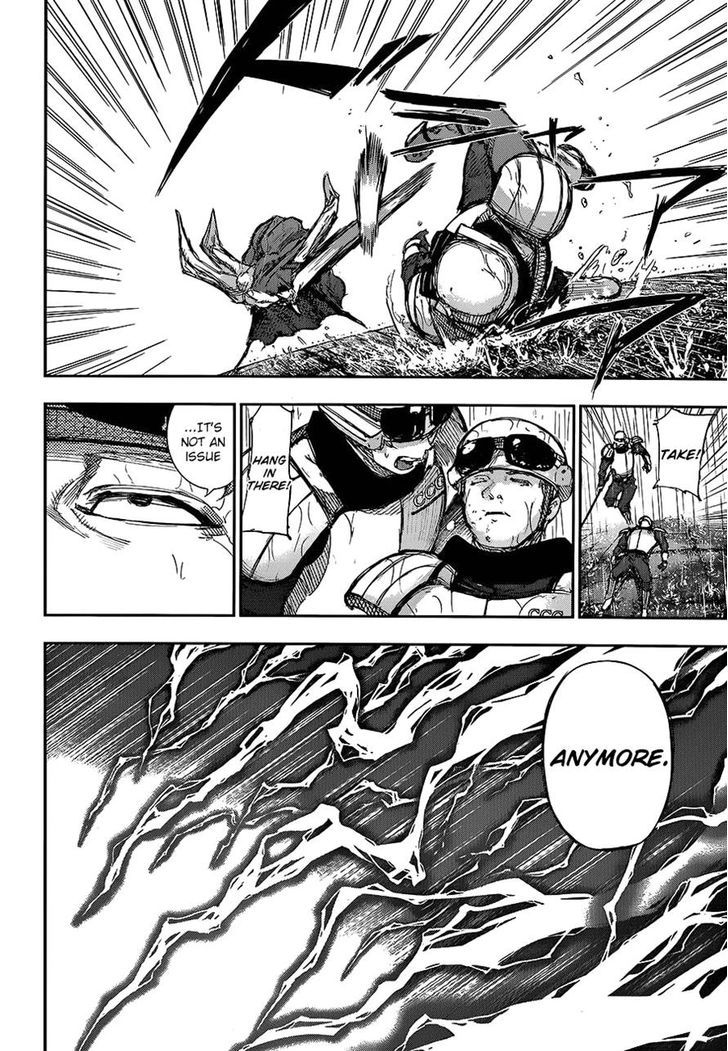 TAKE!
HANG
IN
THERE!
CCG
CCG
...IT'S
NOT AN
ISSUE
ANYMORE.